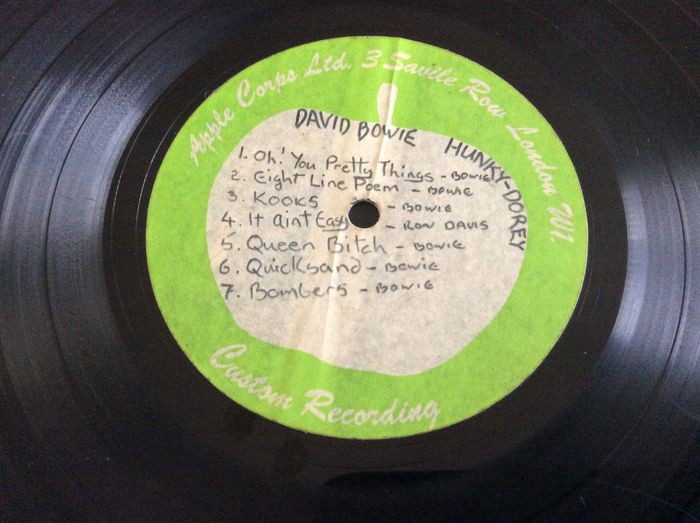 Apple Corps Ltd. 3 Savile Row London W1.
DAVID BOWIE HUNKY-DOREY
1. Oh! You Pretty Things - BOWIE
2. Eight Line Poem - BOWIE
3. Kooks - BOWIE
4. It aint Easy - RON DAVIS
5. Queen Bitch - BOWIE
6. Quicksand - BOWIE
7. Bombers - BOWIE
Custom Recording